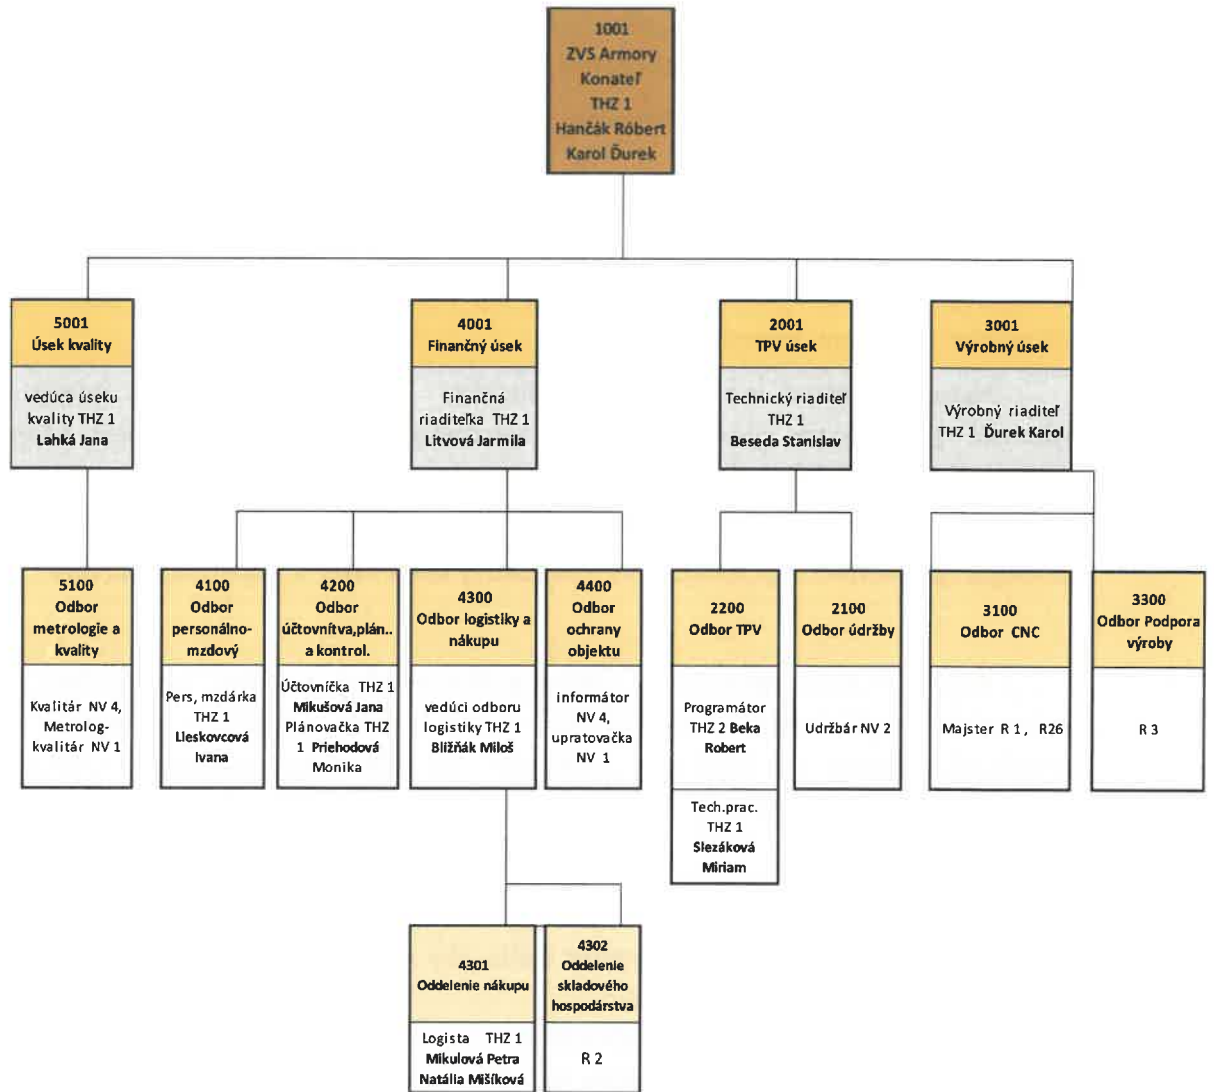 1001
ZVS Armory
Konateľ
THZ 1
Hančák Róbert
Karol Ďurek
5001
Úsek kvality
vedúca úseku
kvality THZ 1
Lahká Jana
4001
Finančný úsek
Finančná
riaditeľka THZ 1
Litvová Jarmila
2001
TPV úsek
Technický riaditeľ
THZ 1
Beseda Stanislav
3001
Výrobný úsek
Výrobný riaditeľ
THZ 1 Ďurek Karol
5100
Odbor
metrologie a
kvality
Kvalitár NV 4,
Metrolog-
kvalitár NV 1
4100
Odbor
personálno-
mzdový
Pers, mzdárka
THZ 1
Lleskovcová
Ivana
4200
Odbor
účtovnítva,plán..
a kontrol.
Účtovníčka THZ 1
Mikušová Jana
Plánovačka THZ
1 Priehodová
Monika
4300
Odbor logistiky a
nákupu
vedúci odboru
logistiky THZ 1
Bližňák Miloš
4400
Odbor
ochrany
objektu
informátor
NV 4,
upratovačka
NV 1
2200
Odbor TPV
Programátor
THZ 2 Beka
Robert
Tech.prac.
THZ 1
Slezáková
Miriam
2100
Odbor údržby
Udržbár NV 2
3100
Odbor CNC
Majster R 1, R26
3300
Odbor Podpora
výroby
R 3
4301
Oddelenie nákupu
Logista THZ 1
Mikulová Petra
Natália Mišíková
4302
Oddelenie
skladového
hospodárstva
R 2